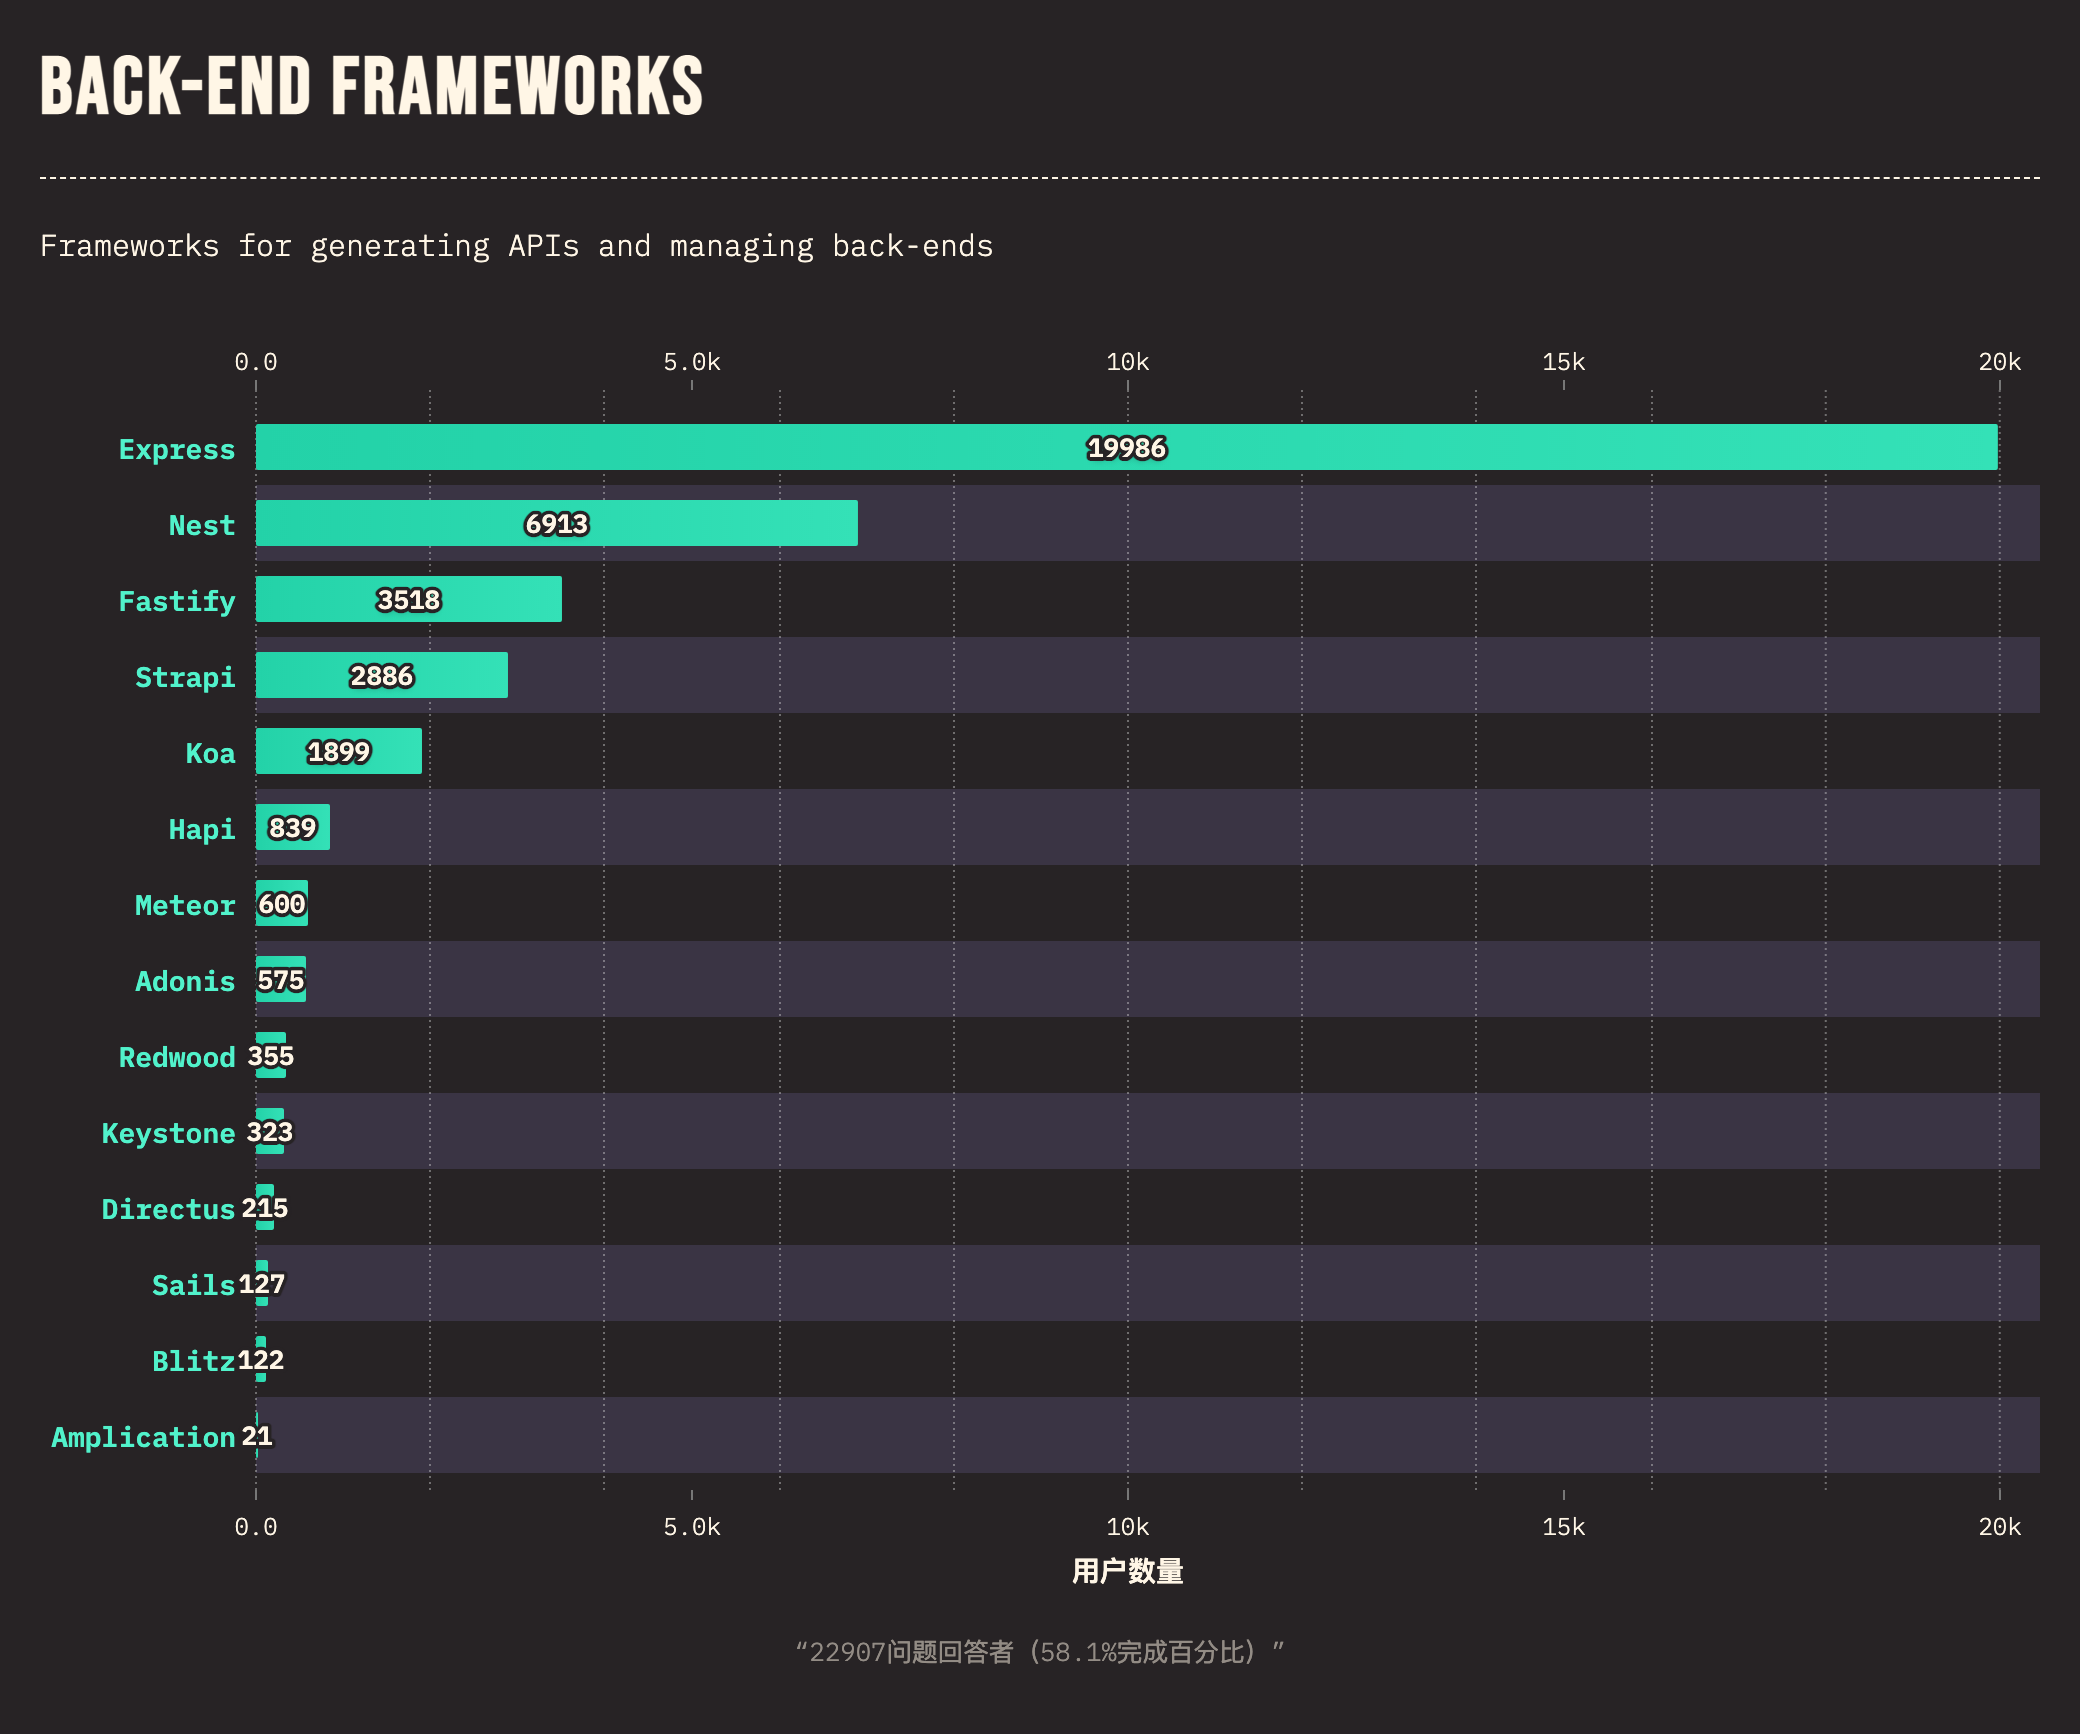 BACK-END FRAMEWORKS
Frameworks for generating APIs and managing back-ends
0.0 5.0k 10k 15k 20k
Express 19986
Nest 6913
Fastify 3518
Strapi 2886
Koa 1899
Hapi 839
Meteor 600
Adonis 575
Redwood 355
Keystone 323
Directus 215
Sails 127
Blitz 122
Amplication 21
0.0 5.0k 10k 15k 20k
用户数量
“22907问题回答者（58.1%完成百分比）”